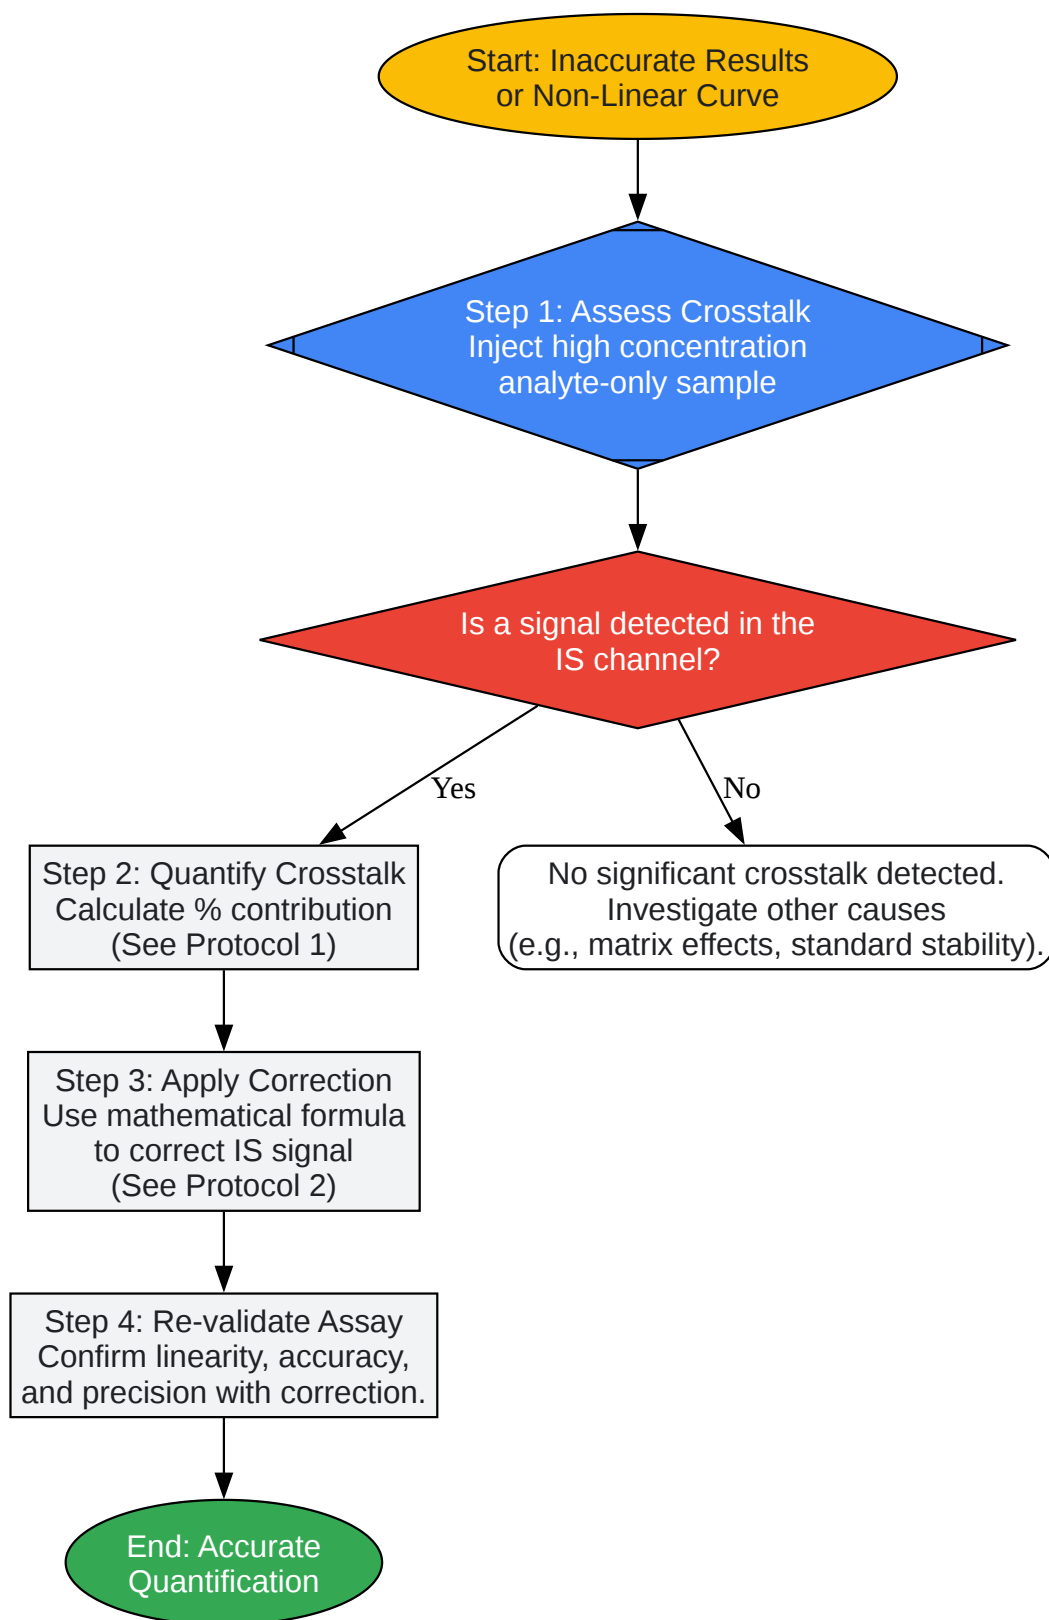 Start: Inaccurate Results
or Non-Linear Curve
Step 1: Assess Crosstalk
Inject high concentration
analyte-only sample
Is a signal detected in the
IS channel?
Yes
No
Step 2: Quantify Crosstalk
Calculate % contribution
(See Protocol 1)
No significant crosstalk detected.
Investigate other causes
(e.g., matrix effects, standard stability).
Step 3: Apply Correction
Use mathematical formula
to correct IS signal
(See Protocol 2)
Step 4: Re-validate Assay
Confirm linearity, accuracy,
and precision with correction.
End: Accurate
Quantification